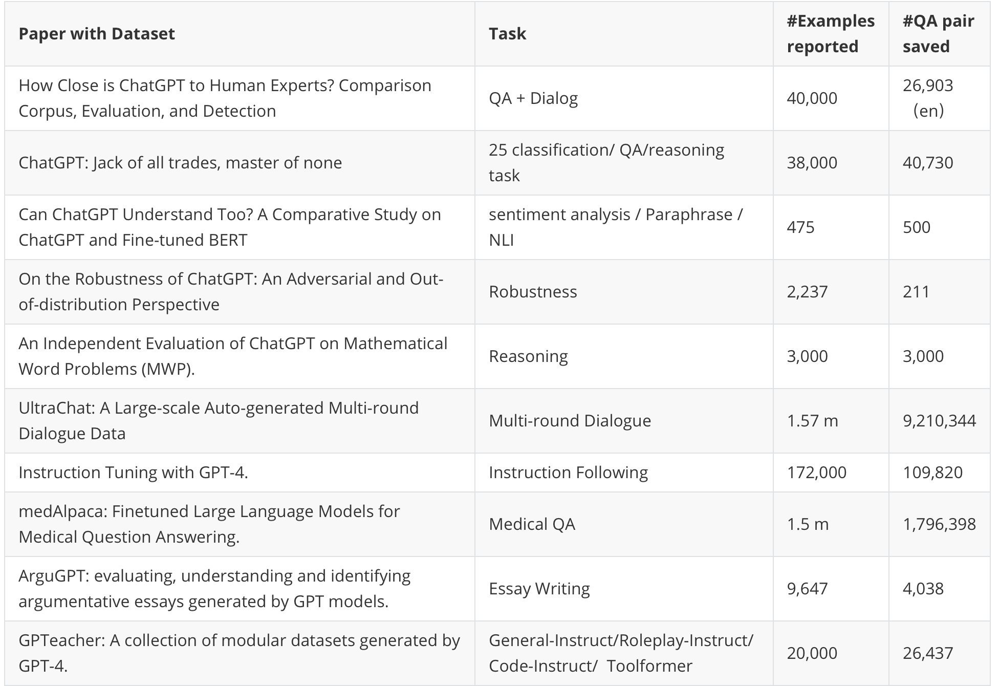 Paper with Dataset
Task
#Examples
reported
#QA pair
saved
How Close is ChatGPT to Human Experts? Comparison
Corpus, Evaluation, and Detection
QA + Dialog
40,000
26,903
（en）
ChatGPT: Jack of all trades, master of none
25 classification/ QA/reasoning
task
38,000
40,730
Can ChatGPT Understand Too? A Comparative Study on
ChatGPT and Fine-tuned BERT
sentiment analysis / Paraphrase /
NLI
475
500
On the Robustness of ChatGPT: An Adversarial and Out-
of-distribution Perspective
Robustness
2,237
211
An Independent Evaluation of ChatGPT on Mathematical
Word Problems (MWP).
Reasoning
3,000
3,000
UltraChat: A Large-scale Auto-generated Multi-round
Dialogue Data
Multi-round Dialogue
1.57 m
9,210,344
Instruction Tuning with GPT-4.
Instruction Following
172,000
109,820
medAlpaca: Finetuned Large Language Models for
Medical Question Answering.
Medical QA
1.5 m
1,796,398
ArguGPT: evaluating, understanding and identifying
argumentative essays generated by GPT models.
Essay Writing
9,647
4,038
GPTeacher: A collection of modular datasets generated by
GPT-4.
General-Instruct/Roleplay-Instruct/
Code-Instruct/  Toolformer
20,000
26,437